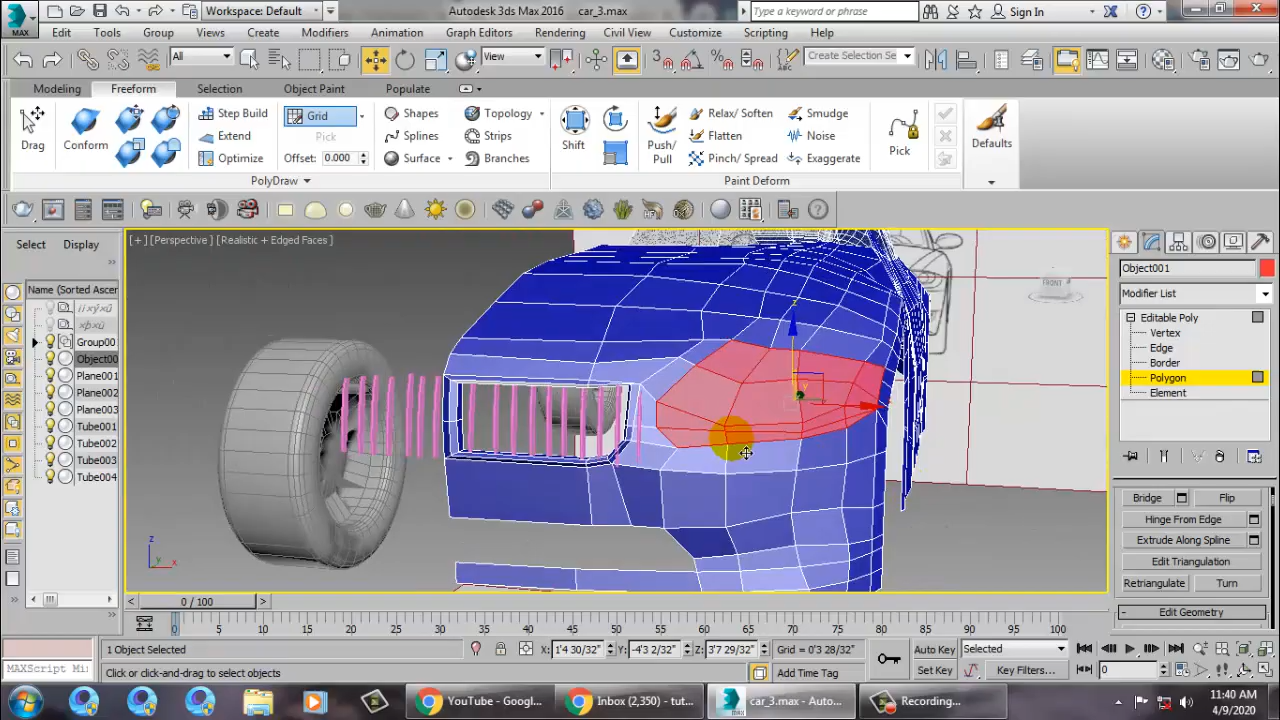 Workspace: Default
Autodesk 3ds Max 2016 car_3.max
Type a keyword or phrase
Sign In
MAX
Edit Tools Group Views Create Modifiers Animation Graph Editors Rendering Civil View Customize Scripting Help
All
View
Create Selection Se
Modeling Freeform Selection Object Paint Populate
Drag
Conform
Step Build
Extend
Optimize
Grid
Pick
Offset: 0.000
Shapes
Splines
Surface
Topology
Strips
Branches
Shift
Push/
Pull
Relax/ Soften
Flatten
Pinch/ Spread
Smudge
Noise
Exaggerate
Pick
Defaults
PolyDraw
Paint Deform
Select Display
Name (Sorted Ascer
Group00
Object00
Plane001
Plane002
Plane003
Tube001
Tube002
Tube003
Tube004
[+] [Perspective] [Realistic + Edged Faces]
FRONT
z
y
x
Object001
Modifier List
Editable Poly
Vertex
Edge
Border
Polygon
Element
Bridge Flip
Hinge From Edge
Extrude Along Spline
Edit Triangulation
Retriangulate Turn
Edit Geometry
0 / 100
0 5 10 15 20 25 30 35 40 45 50 55 60 65 70 75 80 85 90 95 100
1 Object Selected
X: 1'4 30/32" Y: -4'3 2/32" Z: 3'7 29/32" Grid = 0'3 28/32"
Auto Key Selected
MAXScript Mi
Click or click-and-drag to select objects
Add Time Tag
Set Key Key Filters...
0
YouTube - Googl...
Inbox (2,350) - tut...
car_3.max - Auto...
Recording...
11:40 AM
4/9/2020